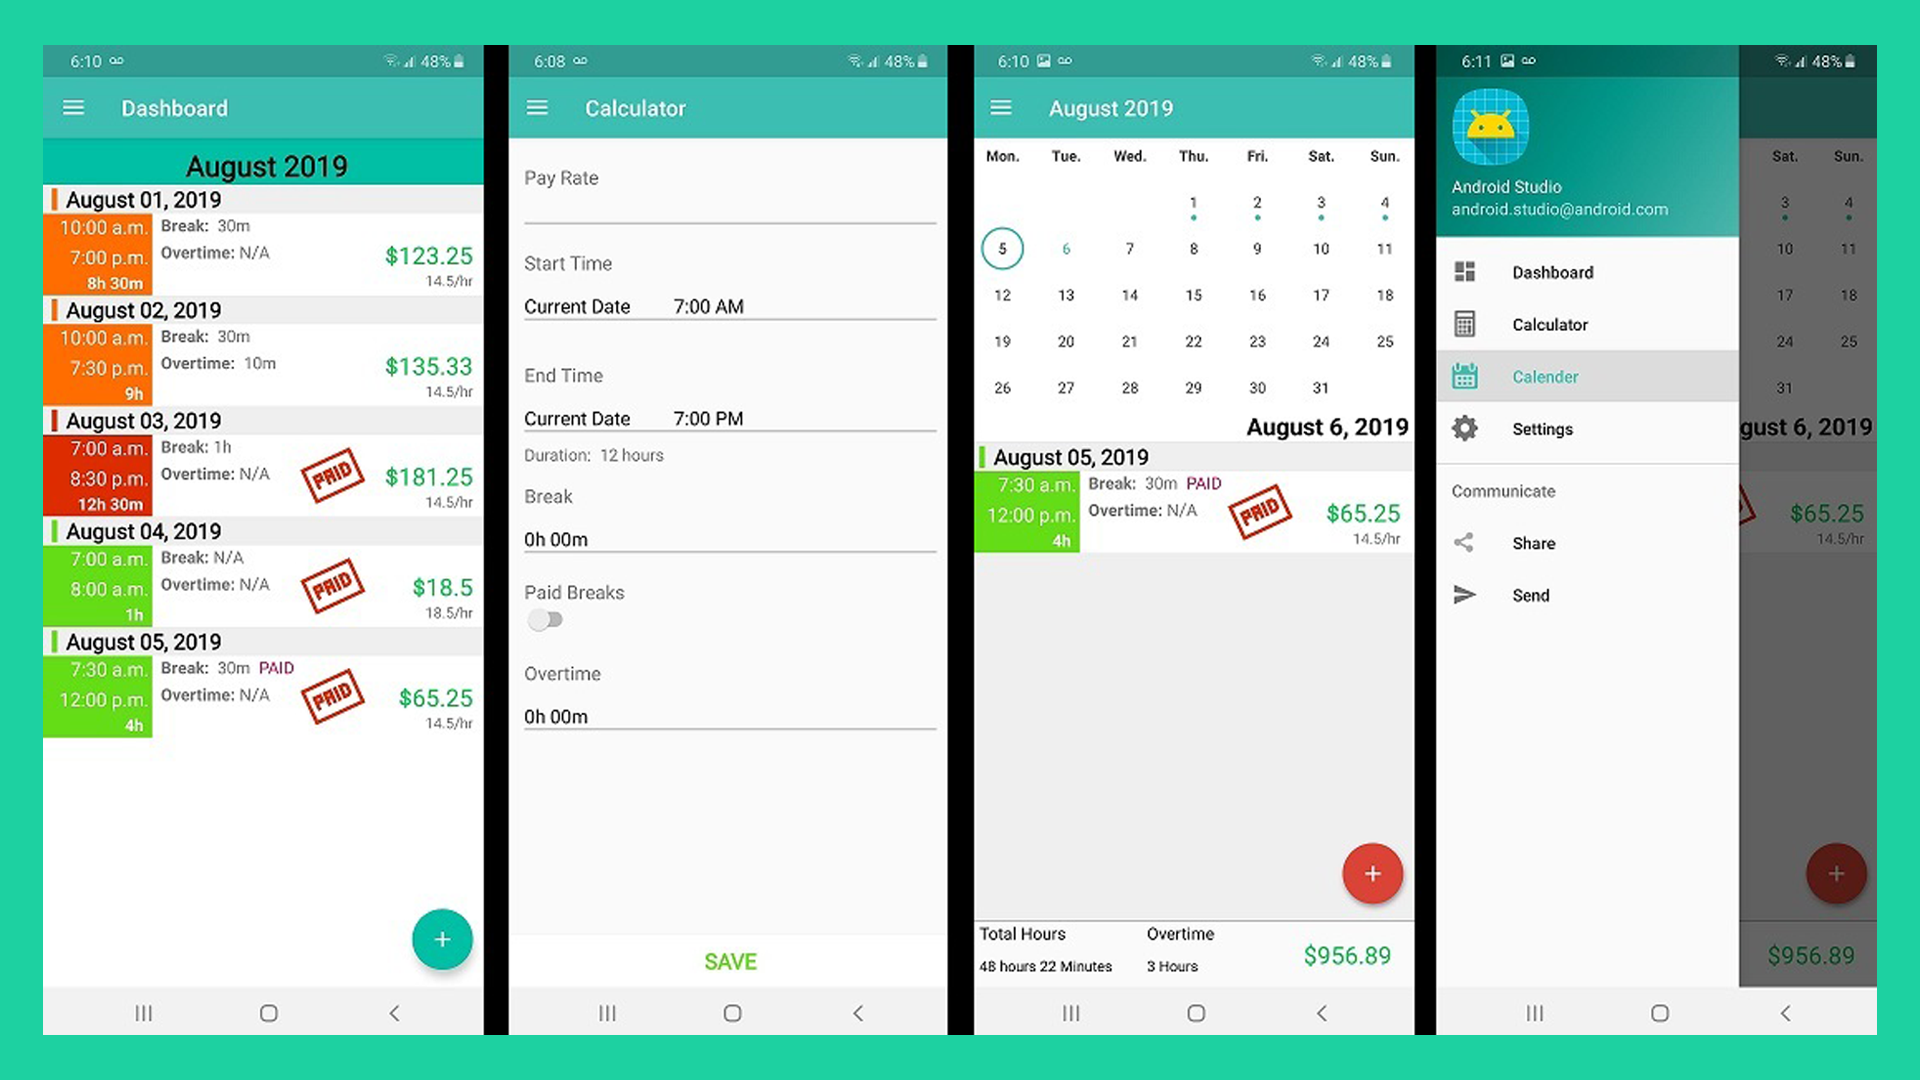 6:10
48%
Dashboard
August 2019
August 01, 2019
10:00 a.m. Break: 30m
7:00 p.m. Overtime: N/A $123.25
8h 30m 14.5/hr
August 02, 2019
10:00 a.m. Break: 30m
7:30 p.m. Overtime: 10m $135.33
9h 14.5/hr
August 03, 2019
7:00 a.m. Break: 1h
8:30 p.m. Overtime: N/A PAID $181.25
12h 30m 14.5/hr
August 04, 2019
7:00 a.m. Break: N/A
8:00 a.m. Overtime: N/A PAID $18.5
1h 18.5/hr
August 05, 2019
7:30 a.m. Break: 30m PAID
12:00 p.m. Overtime: N/A PAID $65.25
4h 14.5/hr
+
6:08
48%
Calculator
Pay Rate
Start Time
Current Date 7:00 AM
End Time
Current Date 7:00 PM
Duration: 12 hours
Break
0h 00m
Paid Breaks
Overtime
0h 00m
SAVE
6:10
48%
August 2019
Mon. Tue. Wed. Thu. Fri. Sat. Sun.
1 2 3 4
5 6 7 8 9 10 11
12 13 14 15 16 17 18
19 20 21 22 23 24 25
26 27 28 29 30 31
August 6, 2019
August 05, 2019
7:30 a.m. Break: 30m PAID
12:00 p.m. Overtime: N/A PAID $65.25
4h 14.5/hr
+
Total Hours Overtime
48 hours 22 Minutes 3 Hours $956.89
6:11
48%
Android Studio
android.studio@android.com
Dashboard
Calculator
Calender
Settings
Communicate
Share
Send
Sat. Sun.
3 4
10 11
17 18
24 25
31
gust 6, 2019
$65.25
14.5/hr
+
$956.89